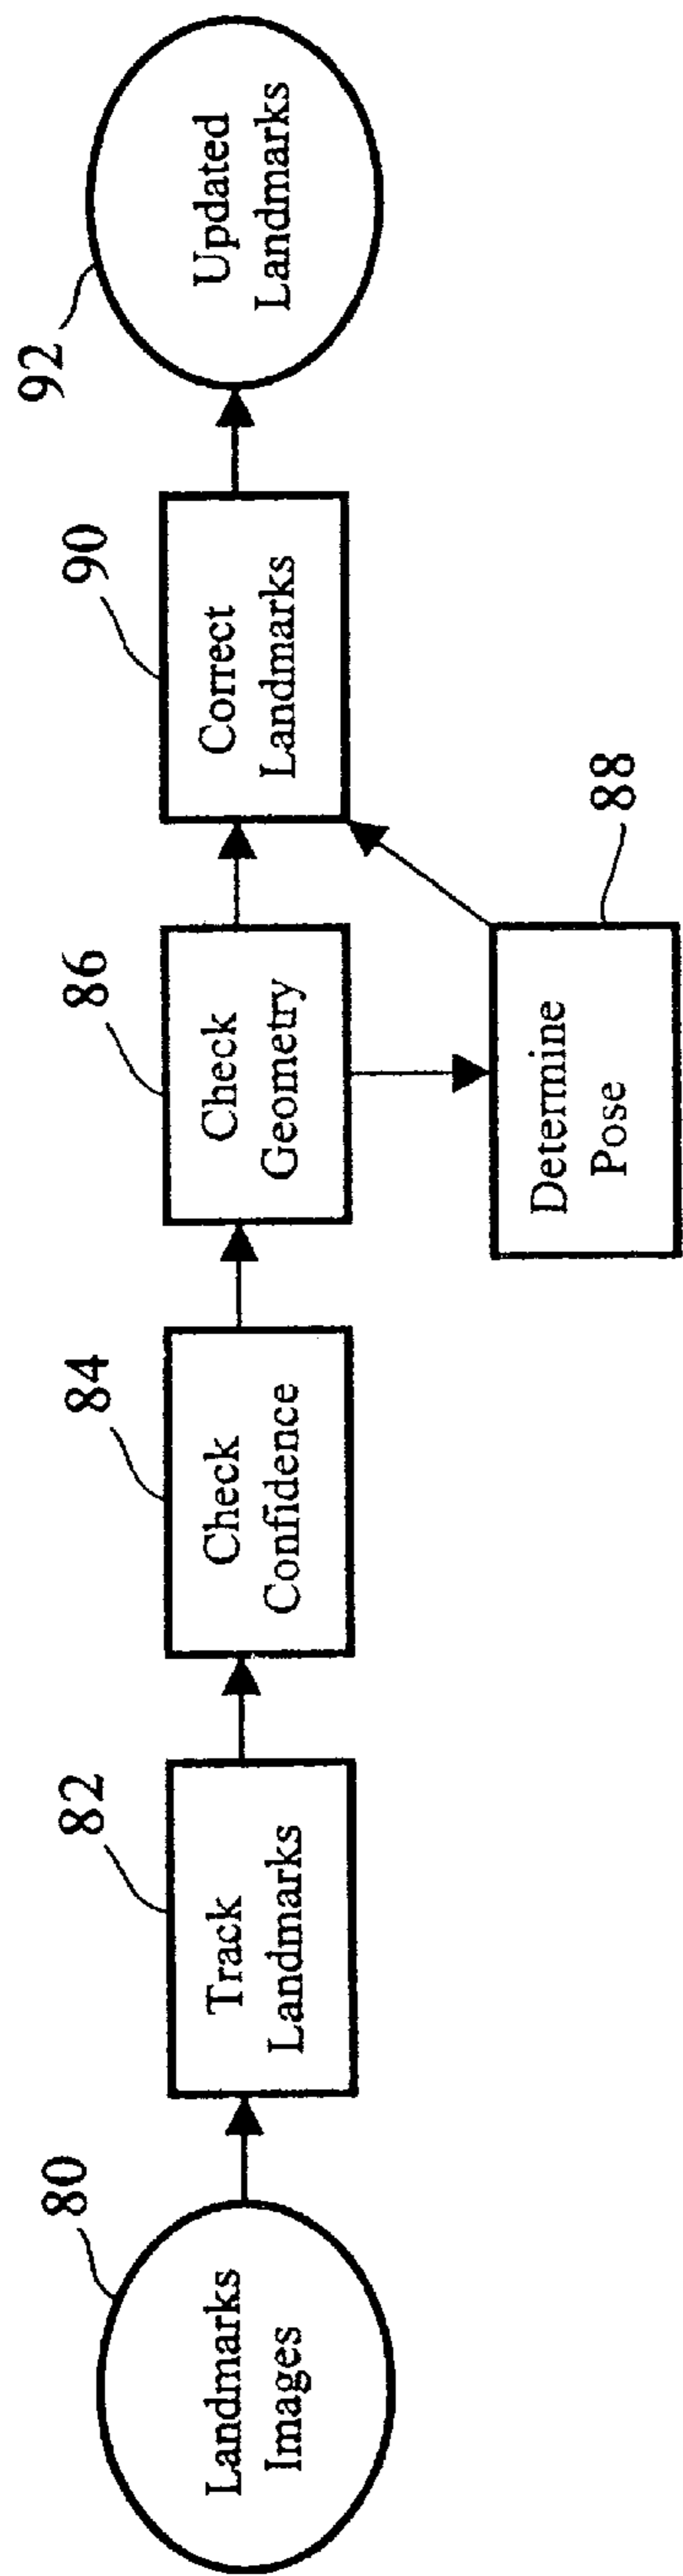 80
Landmarks
Images
82
Track
Landmarks
84
Check
Confidence
86
Check
Geometry
88
Determine
Pose
90
Correct
Landmarks
92
Updated
Landmarks